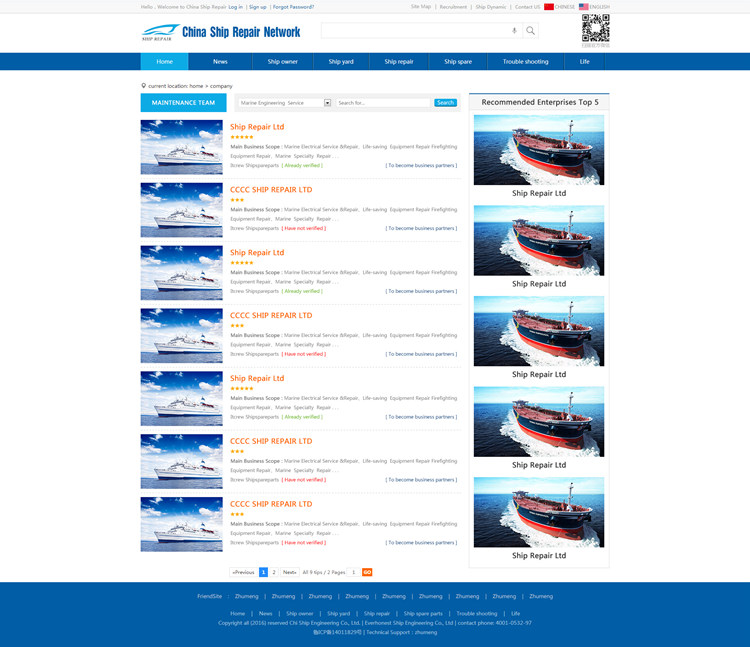 Hello , Welcome to China Ship Repair Log in | Sign up | Forgot Password?
Site Map | Recruitment | Ship Dynamic | Contact US CHINESE ENGLISH
SHIP REPAIR
China Ship Repair Network
Home News Ship owner Ship yard Ship repair Ship spare Trouble shooting Life
current location: home > company
MAINTENANCE TEAM
Marine Engineering Service
Search for...
Search
Recommended Enterprises Top 5
Ship Repair Ltd
Main Business Scope : Marine Electrical Service &Repair、Life-saving Equipment Repair Firefighting
Equipment Repair、Marine Specialty Repair . . .
Itcrew Shipspareparts [ Already verified ]
[ To become business partners ]
CCCC SHIP REPAIR LTD
Main Business Scope : Marine Electrical Service &Repair、Life-saving Equipment Repair Firefighting
Equipment Repair、Marine Specialty Repair . . .
Itcrew Shipspareparts [ Have not verified ]
[ To become business partners ]
Ship Repair Ltd
Main Business Scope : Marine Electrical Service &Repair、Life-saving Equipment Repair Firefighting
Equipment Repair、Marine Specialty Repair . . .
Itcrew Shipspareparts [ Already verified ]
[ To become business partners ]
CCCC SHIP REPAIR LTD
Main Business Scope : Marine Electrical Service &Repair、Life-saving Equipment Repair Firefighting
Equipment Repair、Marine Specialty Repair . . .
Itcrew Shipspareparts [ Have not verified ]
[ To become business partners ]
Ship Repair Ltd
Main Business Scope : Marine Electrical Service &Repair、Life-saving Equipment Repair Firefighting
Equipment Repair、Marine Specialty Repair . . .
Itcrew Shipspareparts [ Already verified ]
[ To become business partners ]
CCCC SHIP REPAIR LTD
Main Business Scope : Marine Electrical Service &Repair、Life-saving Equipment Repair Firefighting
Equipment Repair、Marine Specialty Repair . . .
Itcrew Shipspareparts [ Have not verified ]
[ To become business partners ]
CCCC SHIP REPAIR LTD
Main Business Scope : Marine Electrical Service &Repair、Life-saving Equipment Repair Firefighting
Equipment Repair、Marine Specialty Repair . . .
Itcrew Shipspareparts [ Have not verified ]
[ To become business partners ]
Ship Repair Ltd
Ship Repair Ltd
Ship Repair Ltd
Ship Repair Ltd
Ship Repair Ltd
«Previous 1 2 Next» All 9 tips / 2 Pages 1 GO
FriendSite : Zhumeng | Zhumeng | Zhumeng | Zhumeng | Zhumeng | Zhumeng | Zhumeng | Zhumeng | Zhumeng
Home | News | Ship owner | Ship yard | Ship repair | Ship spare parts | Trouble shooting | Life
Copyright all (2016) reserved Chi Ship Engineering Co., Ltd. | Everhonest Ship Engineering Co., Ltd | contact phone: 4001-0532-97
鲁ICP备14011829号 | Technical Support：zhumeng